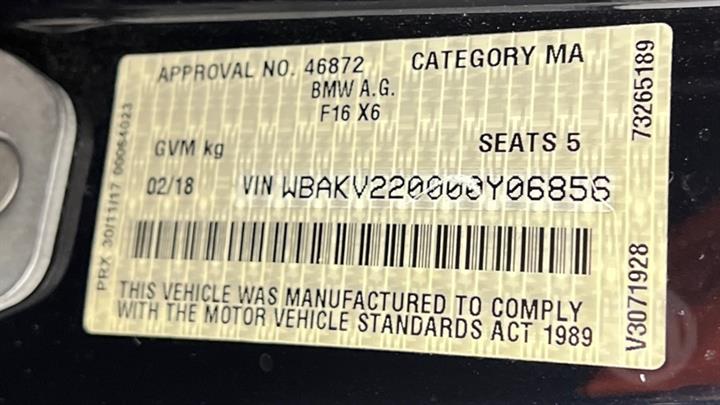 APPROVAL NO. 46872 CATEGORY MA
BMW A.G.
F16 X6
GVM kg SEATS 5
02/18 VIN WBAKV220000Y06856
THIS VEHICLE WAS MANUFACTURED TO COMPLY
WITH THE MOTOR VEHICLE STANDARDS ACT 1989
PRX 30/11/17 00064023
73265189
V3071928